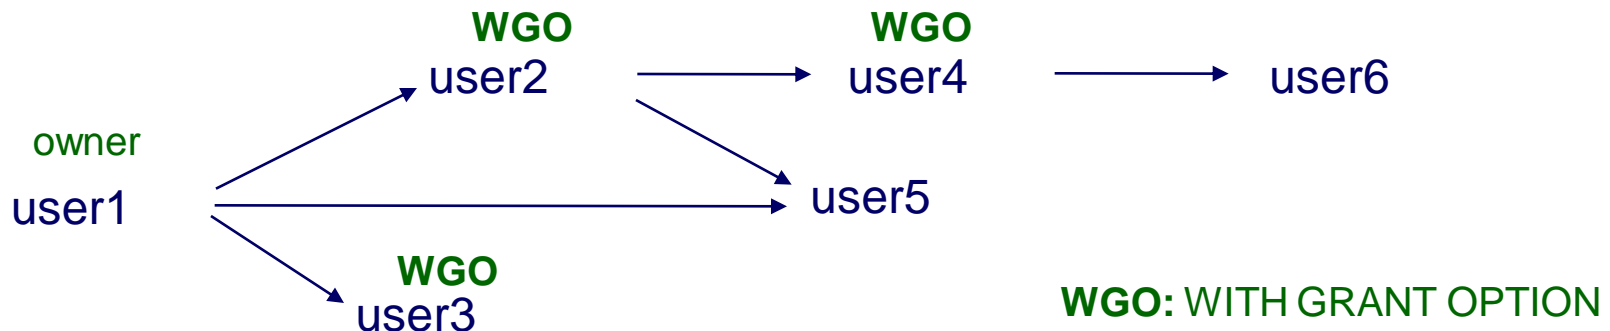 WGO
WGO
user2
user4
user6
owner
user1
user5
WGO
user3
WGO: WITH GRANT OPTION